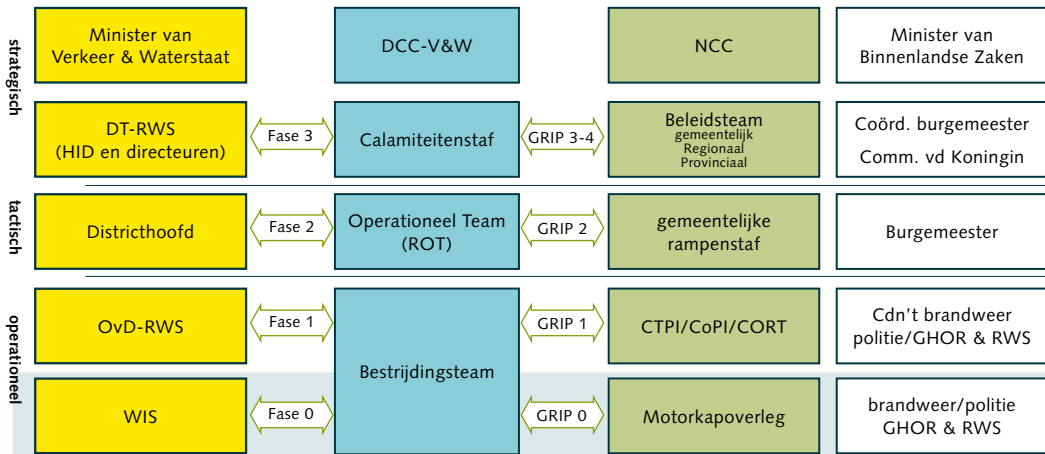 strategisch
Minister van
Verkeer & Waterstaat
DCC-V&W
NCC
Minister van
Binnenlandse Zaken
DT-RWS
(HID en directeuren)
Fase 3
Calamiteitenstaf
GRIP 3-4
Beleidsteam
gemeentelijk
Regionaal
Provinciaal
Coörd. burgemeester
Comm. vd Koningin
tactisch
Districthoofd
Fase 2
Operationeel Team
(ROT)
GRIP 2
gemeentelijke
rampenstaf
Burgemeester
operationeel
OvD-RWS
Fase 1
Bestrijdingsteam
GRIP 1
CTPI/CoPI/CORT
Cdn't brandweer
politie/GHOR & RWS
WIS
Fase 0
GRIP 0
Motorkapoverleg
brandweer/politie
GHOR & RWS